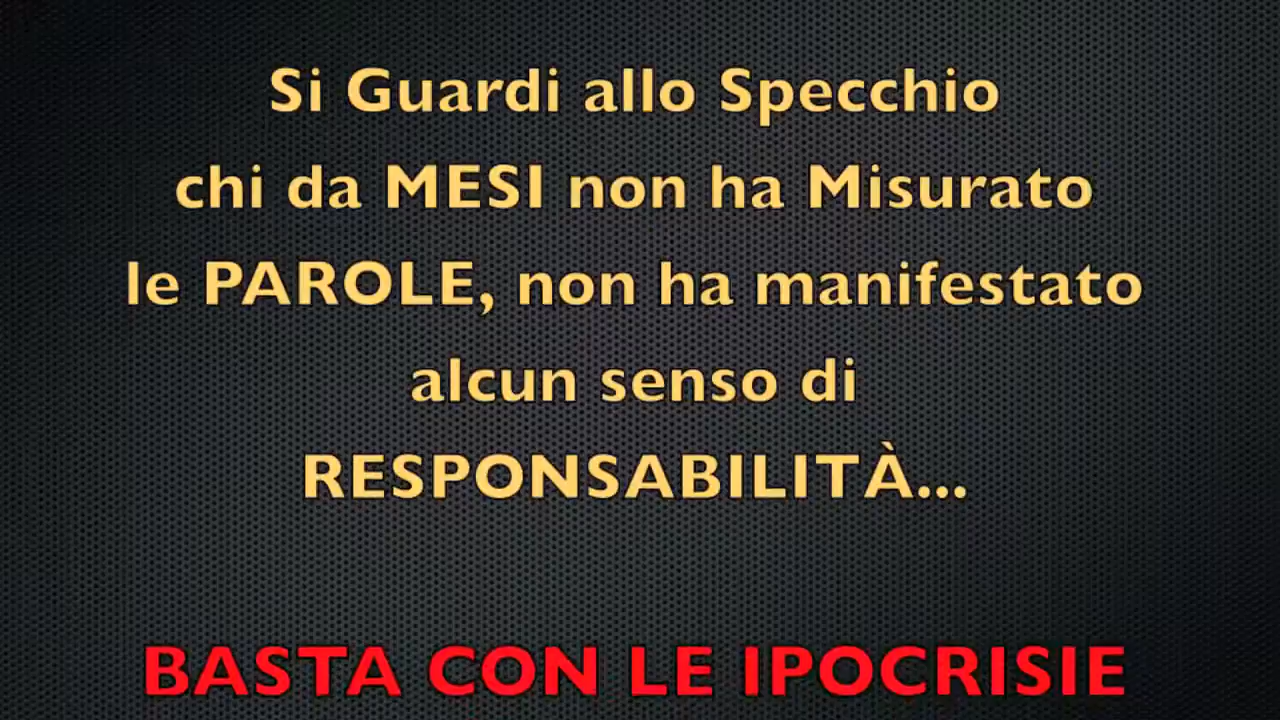 Si Guardi allo Specchio
chi da MESI non ha Misurato
le PAROLE, non ha manifestato
alcun senso di
RESPONSABILITÀ...
BASTA CON LE IPOCRISIE